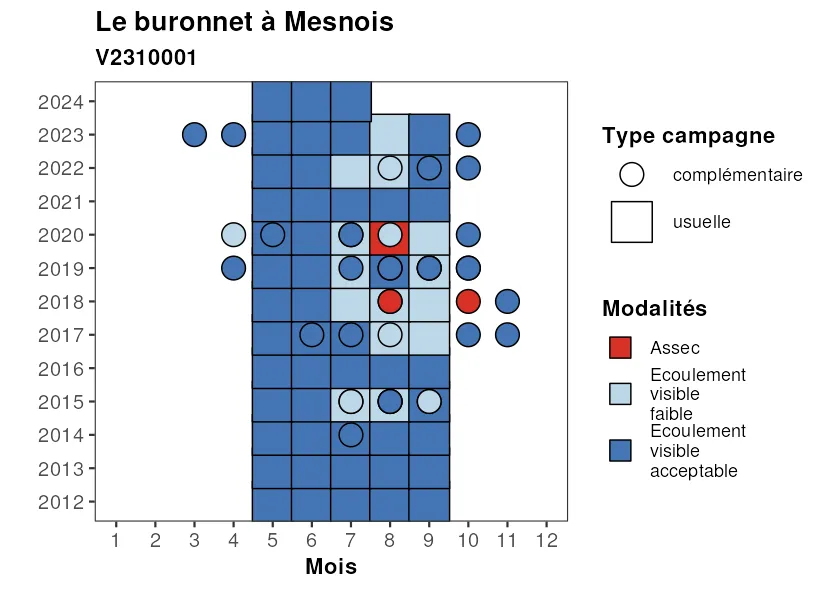 Le buronnet à Mesnois
V2310001
2024
2023
2022
2021
2020
2019
2018
2017
2016
2015
2014
2013
2012
1 2 3 4 5 6 7 8 9 10 11 12
Mois
Type campagne
complémentaire
usuelle
Modalités
Assec
Ecoulement
visible
faible
Ecoulement
visible
acceptable